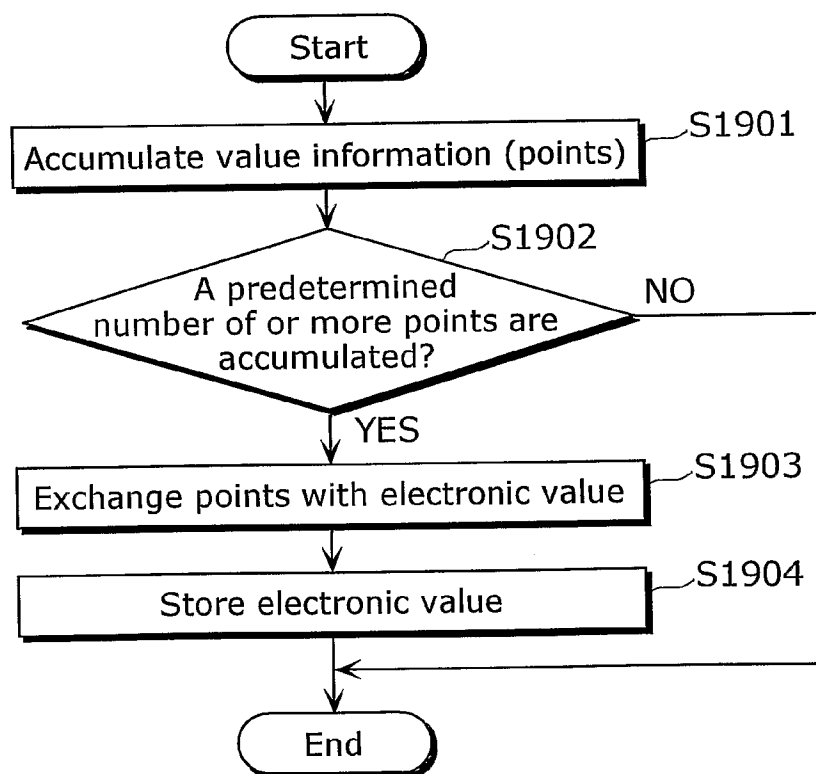 Start
S1901
Accumulate value information (points)
S1902
A predetermined
number of or more points are
accumulated?
NO
YES
S1903
Exchange points with electronic value
S1904
Store electronic value
End